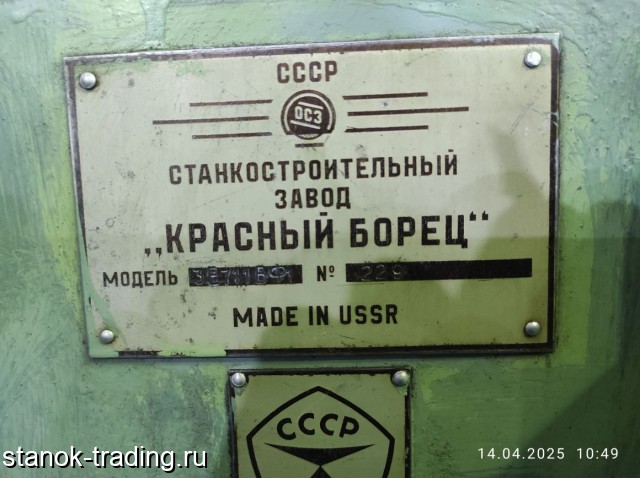 СССР
ОСЗ
СТАНКОСТРОИТЕЛЬНЫЙ
ЗАВОД
„КРАСНЫЙ БОРЕЦ“
МОДЕЛЬ № 229
MADE IN USSR
СССР
stanok-trading.ru
14.04.2025 10:49